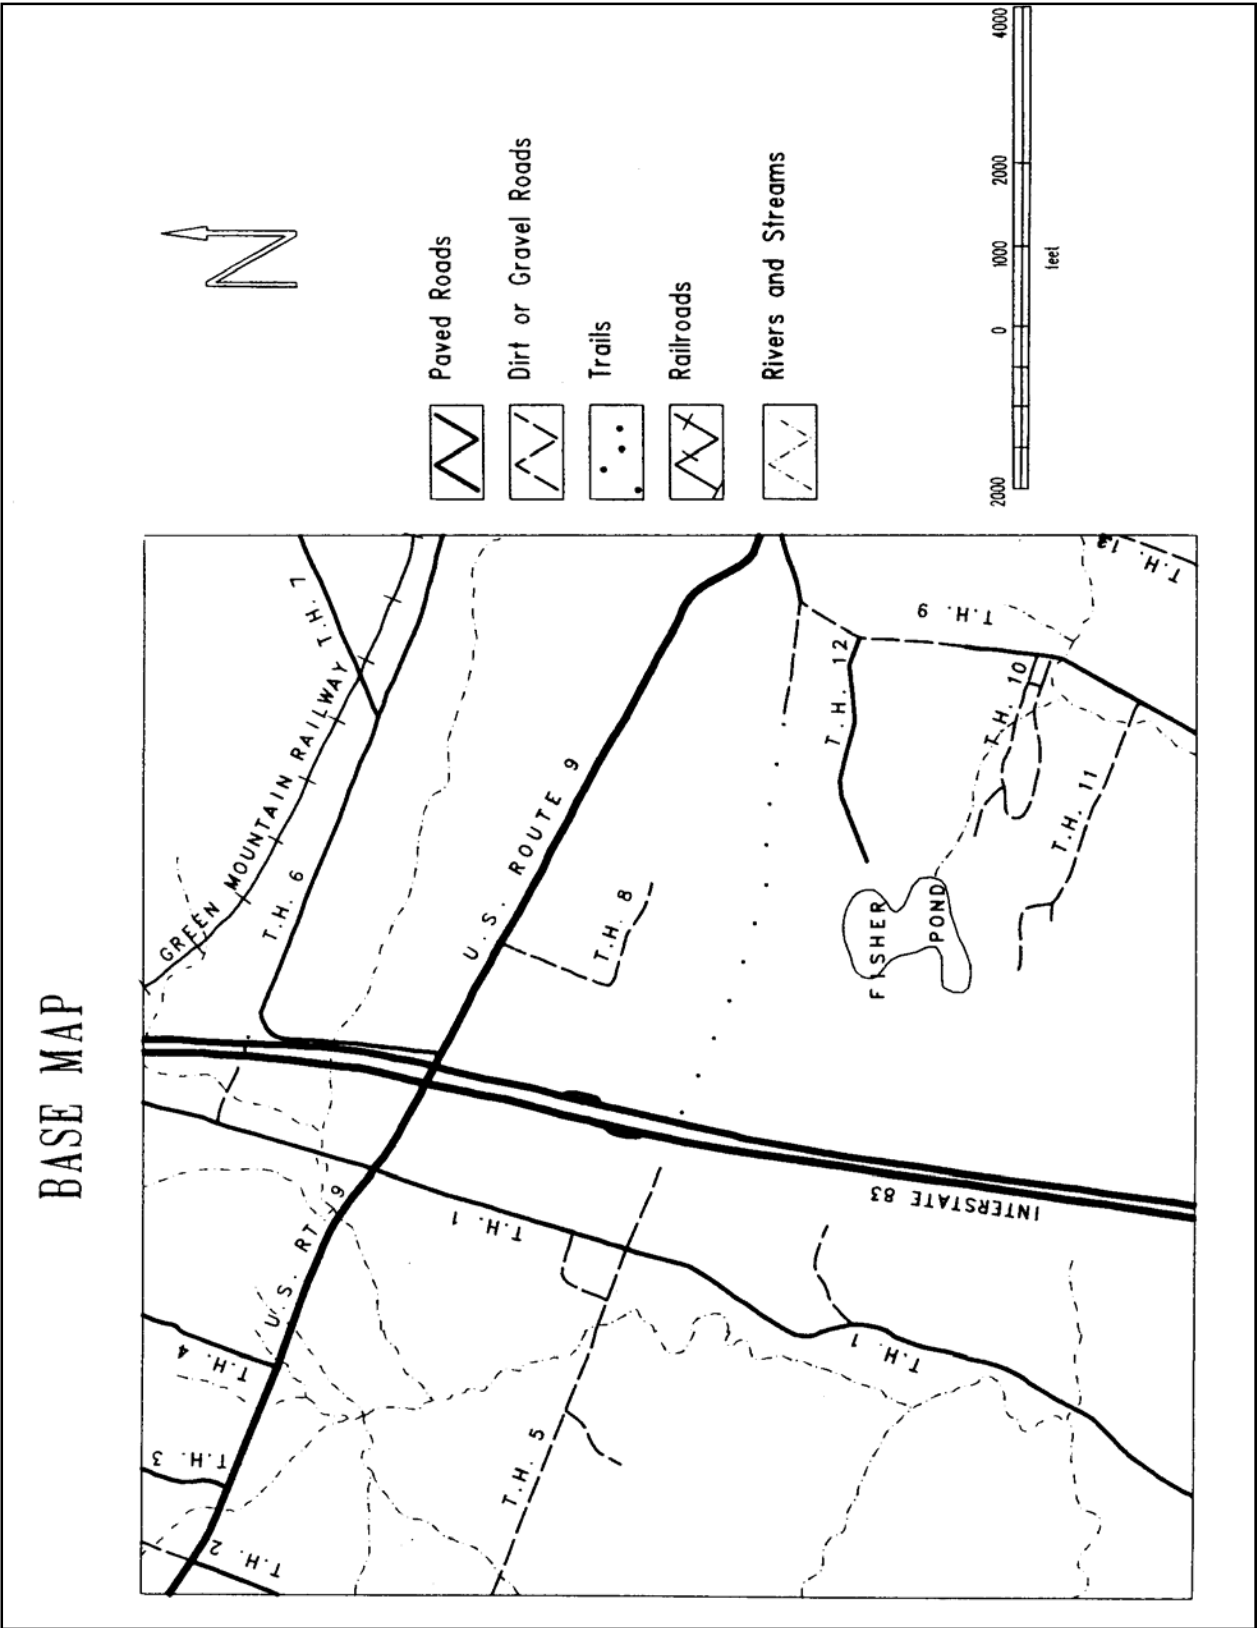 BASE MAP
N
Paved Roads
Dirt or Gravel Roads
Trails
Railroads
Rivers and Streams
2000 0 1000 2000 4000
feet
GREEN MOUNTAIN RAILWAY
T.H. 7
T.H. 6
U.S. ROUTE 9
T.H. 8
U.S. RT. 9
T.H. 4
T.H. 3
T.H. 2
T.H. 1
T.H. 5
T.H. 1
INTERSTATE 83
FISHER
POND
T.H. 12
T.H. 9
T.H. 10
T.H. 11
T.H. 13